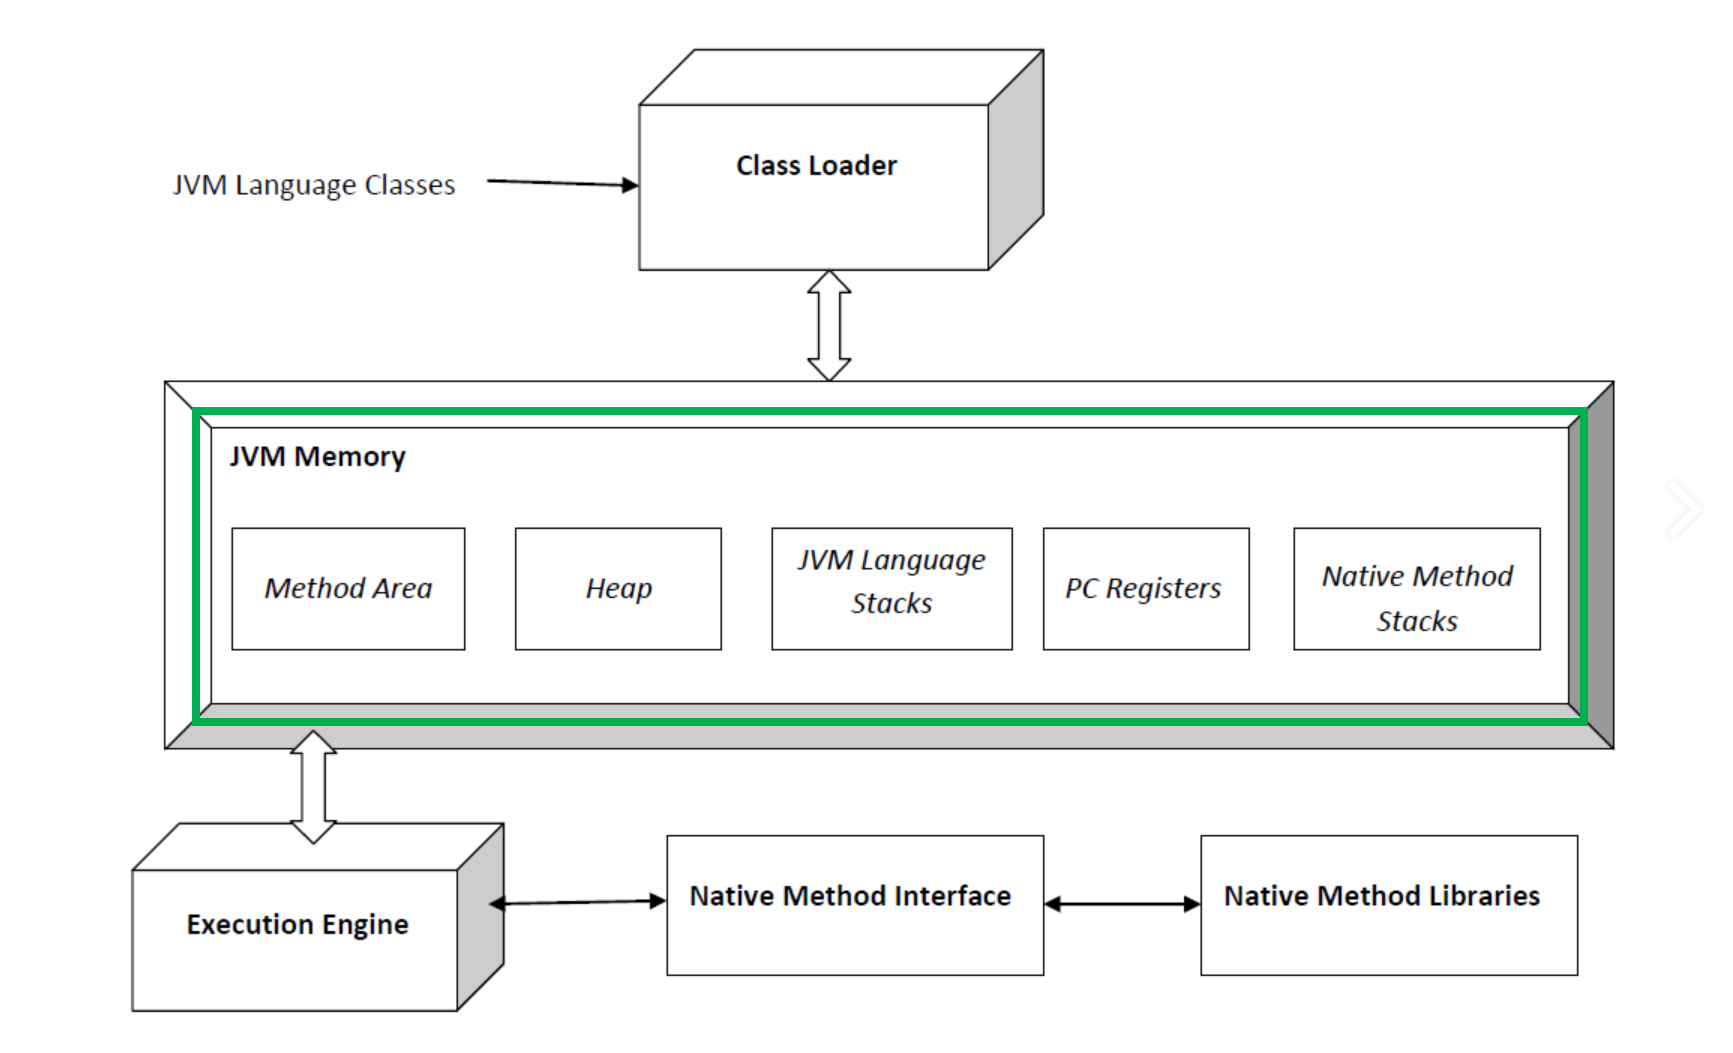 Class Loader
JVM Language Classes
JVM Memory
Method Area
Heap
JVM Language
Stacks
PC Registers
Native Method
Stacks
Execution Engine
Native Method Interface
Native Method Libraries